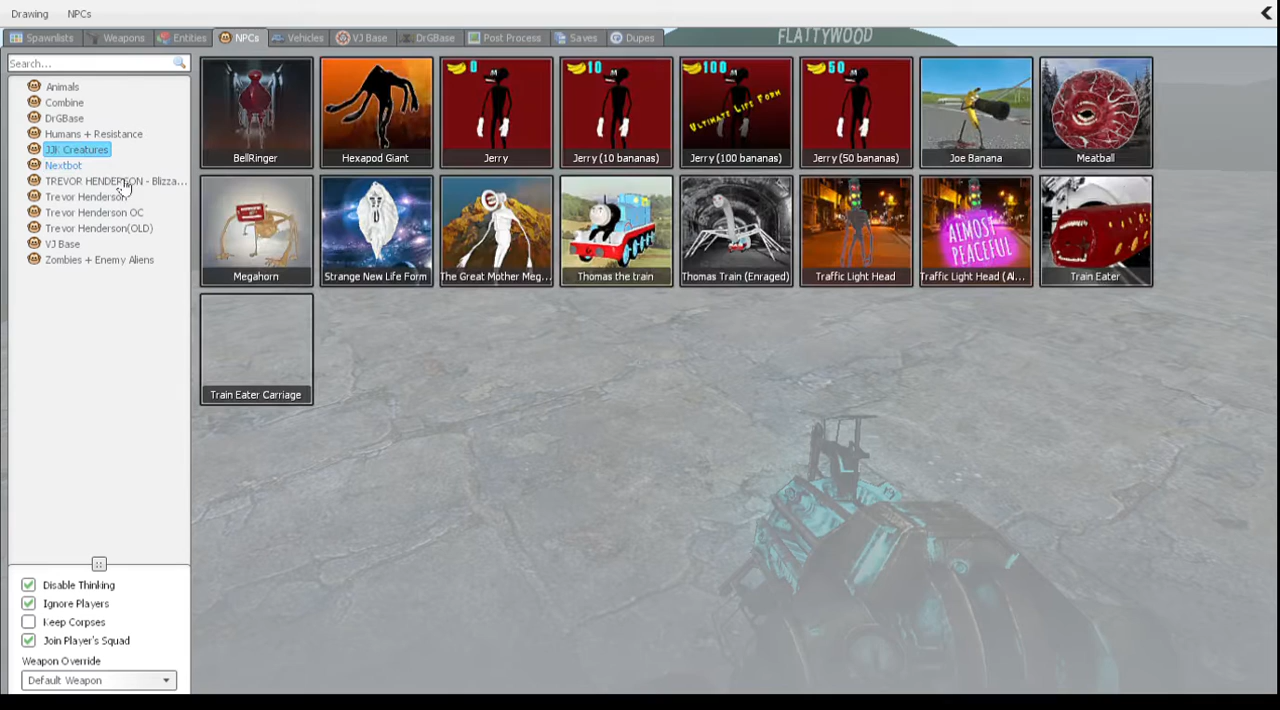 Drawing NPCs
FLATTYWOOD
Spawnlists Weapons Entities NPCs Vehicles VJ Base DrGBase Post Process Saves Dupes
Search...
Animals
Combine
DrGBase
Humans + Resistance
JJK Creatures
Nextbot
TREVOR HENDERSON - Blizza...
Trevor Henderson
Trevor Henderson OC
Trevor Henderson(OLD)
VJ Base
Zombies + Enemy Aliens
0 10 100 50
ULTIMATE LIFE FORM
BellRinger Hexapod Giant Jerry Jerry (10 bananas) Jerry (100 bananas) Jerry (50 bananas) Joe Banana Meatball
ALMOST
PEACEFUL
Megahorn Strange New Life Form The Great Mother Meg... Thomas the train Thomas Train (Enraged) Traffic Light Head Traffic Light Head (Al... Train Eater
Train Eater Carriage
Disable Thinking
Ignore Players
Keep Corpses
Join Player's Squad
Weapon Override
Default Weapon